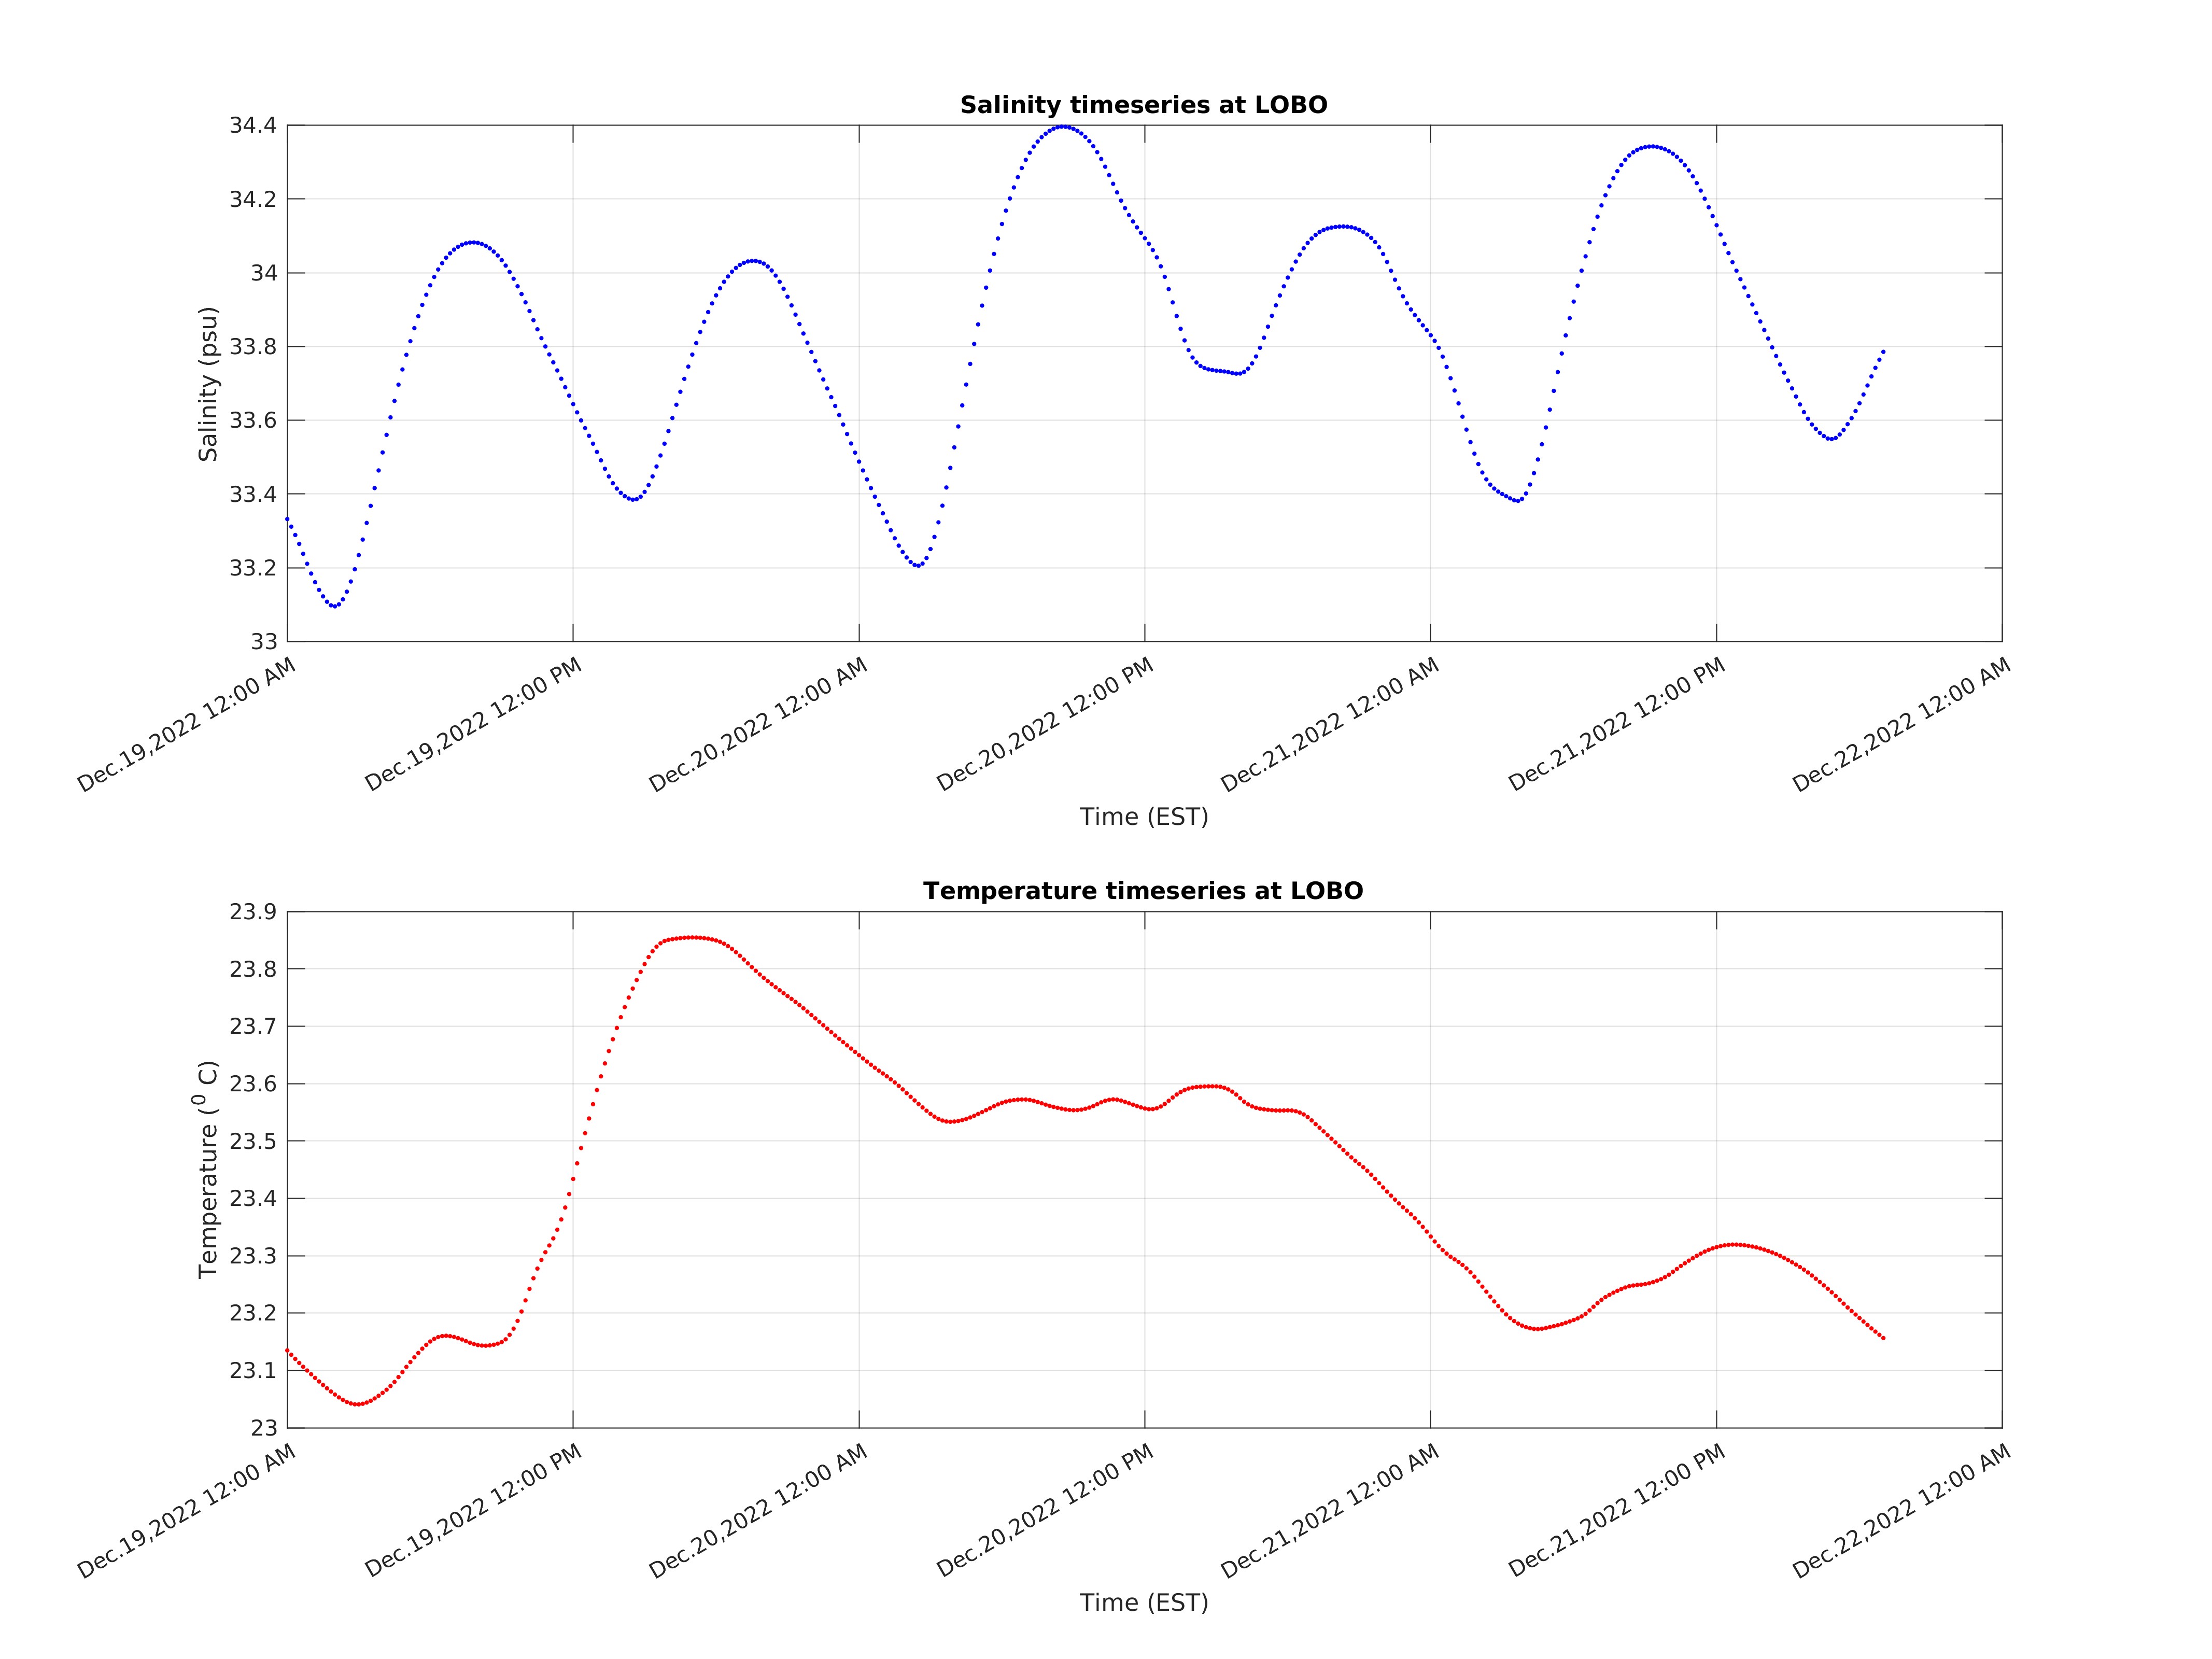 Salinity timeseries at LOBO
34.4
34.2
34
33.8
33.6
33.4
33.2
33
Salinity (psu)
Dec.19,2022 12:00 AM
Dec.19,2022 12:00 PM
Dec.20,2022 12:00 AM
Dec.20,2022 12:00 PM
Dec.21,2022 12:00 AM
Dec.21,2022 12:00 PM
Dec.22,2022 12:00 AM
Time (EST)
Temperature timeseries at LOBO
23.9
23.8
23.7
23.6
23.5
23.4
23.3
23.2
23.1
23
Temperature (⁰ C)
Dec.19,2022 12:00 AM
Dec.19,2022 12:00 PM
Dec.20,2022 12:00 AM
Dec.20,2022 12:00 PM
Dec.21,2022 12:00 AM
Dec.21,2022 12:00 PM
Dec.22,2022 12:00 AM
Time (EST)